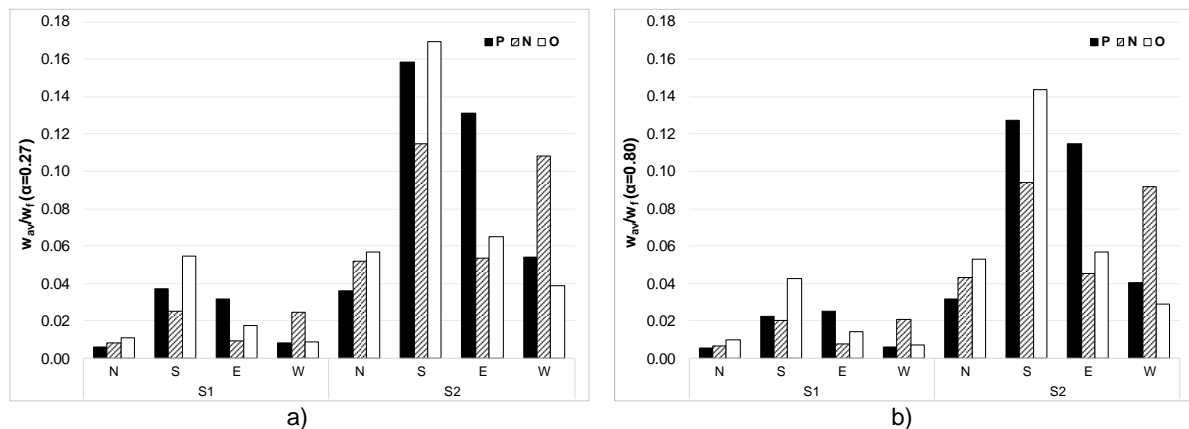 0.18
0.16
0.14
0.12
0.10
0.08
0.06
0.04
0.02
0.00
w_av/w_f (α=0.27)
P N O
N S E W N S E W
S1 S2
a)
0.18
0.16
0.14
0.12
0.10
0.08
0.06
0.04
0.02
0.00
w_av/w_f (α=0.80)
P N O
N S E W N S E W
S1 S2
b)